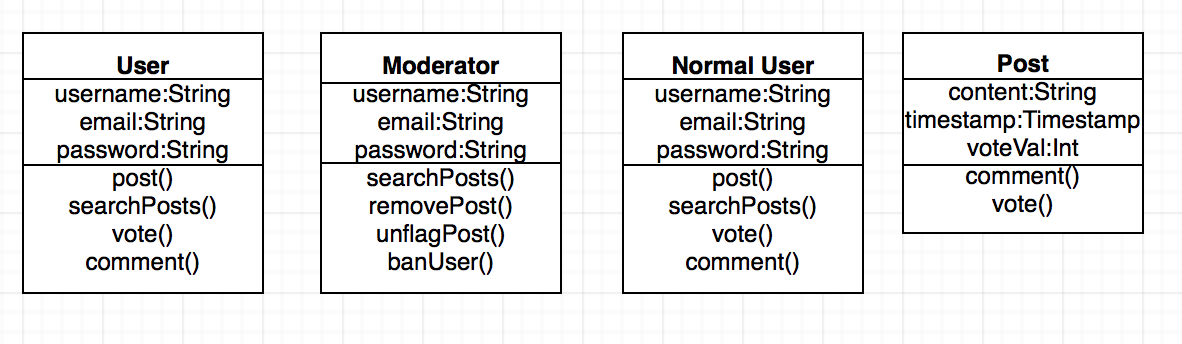 User
username:String
email:String
password:String
post()
searchPosts()
vote()
comment()
Moderator
username:String
email:String
password:String
searchPosts()
removePost()
unflagPost()
banUser()
Normal User
username:String
email:String
password:String
post()
searchPosts()
vote()
comment()
Post
content:String
timestamp:Timestamp
voteVal:Int
comment()
vote()